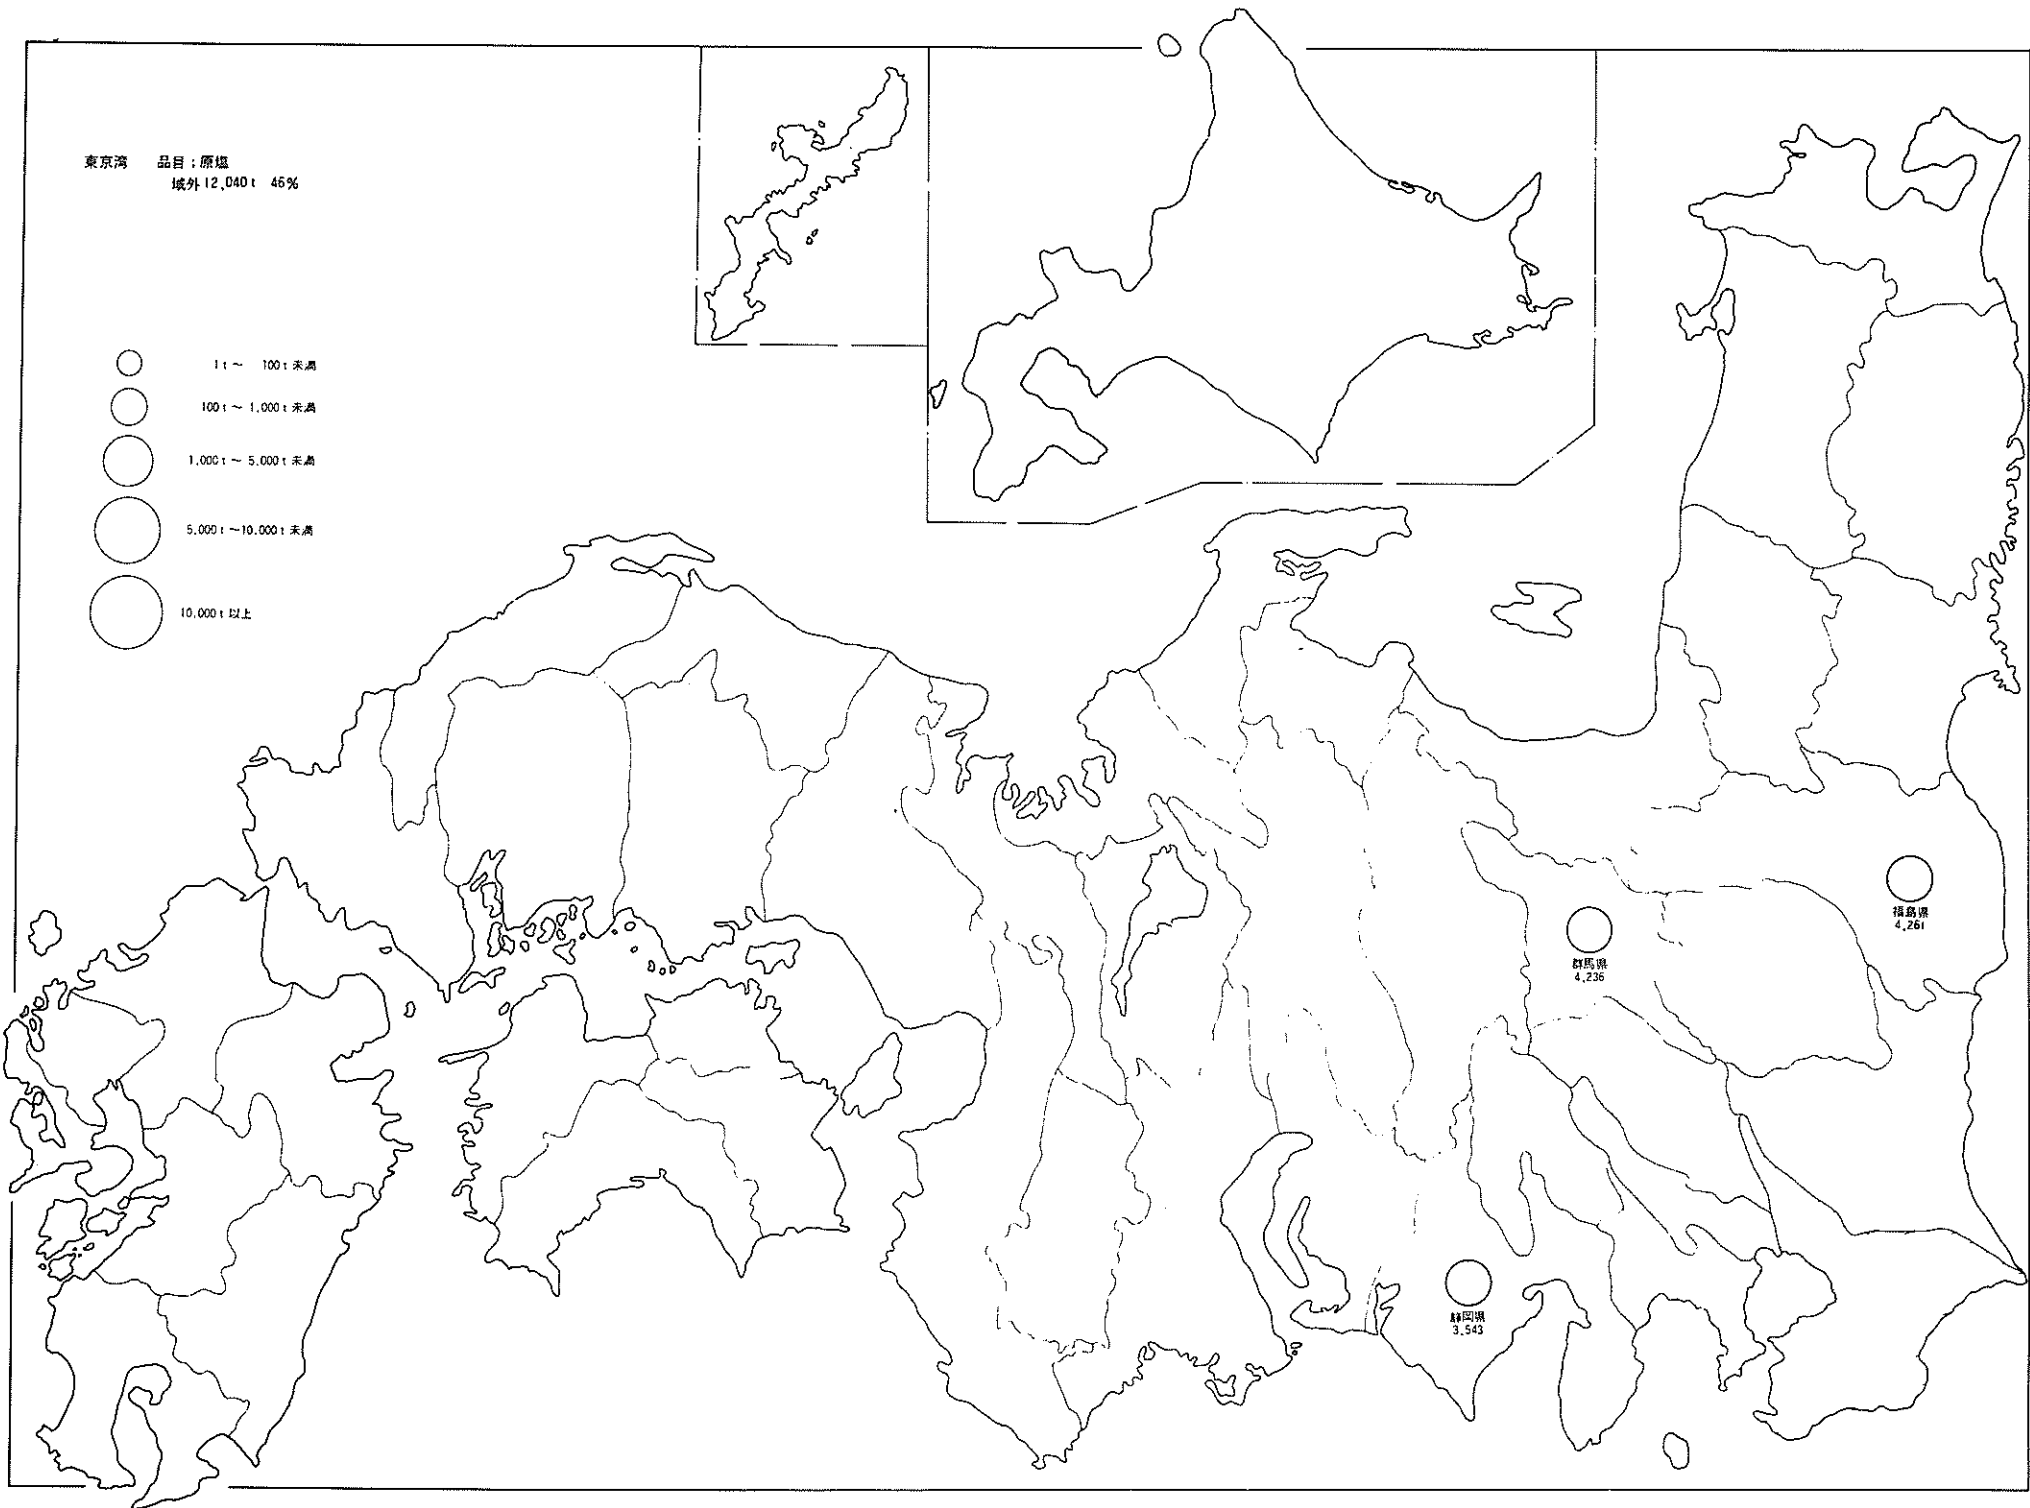 東京湾 品目；原塩
域外12,040t 46%
1t～ 100t未満
100t～1,000t未満
1,000t～5,000t未満
5,000t～10,000t未満
10,000t以上
福島県
4,261
群馬県
4,236
静岡県
3,543